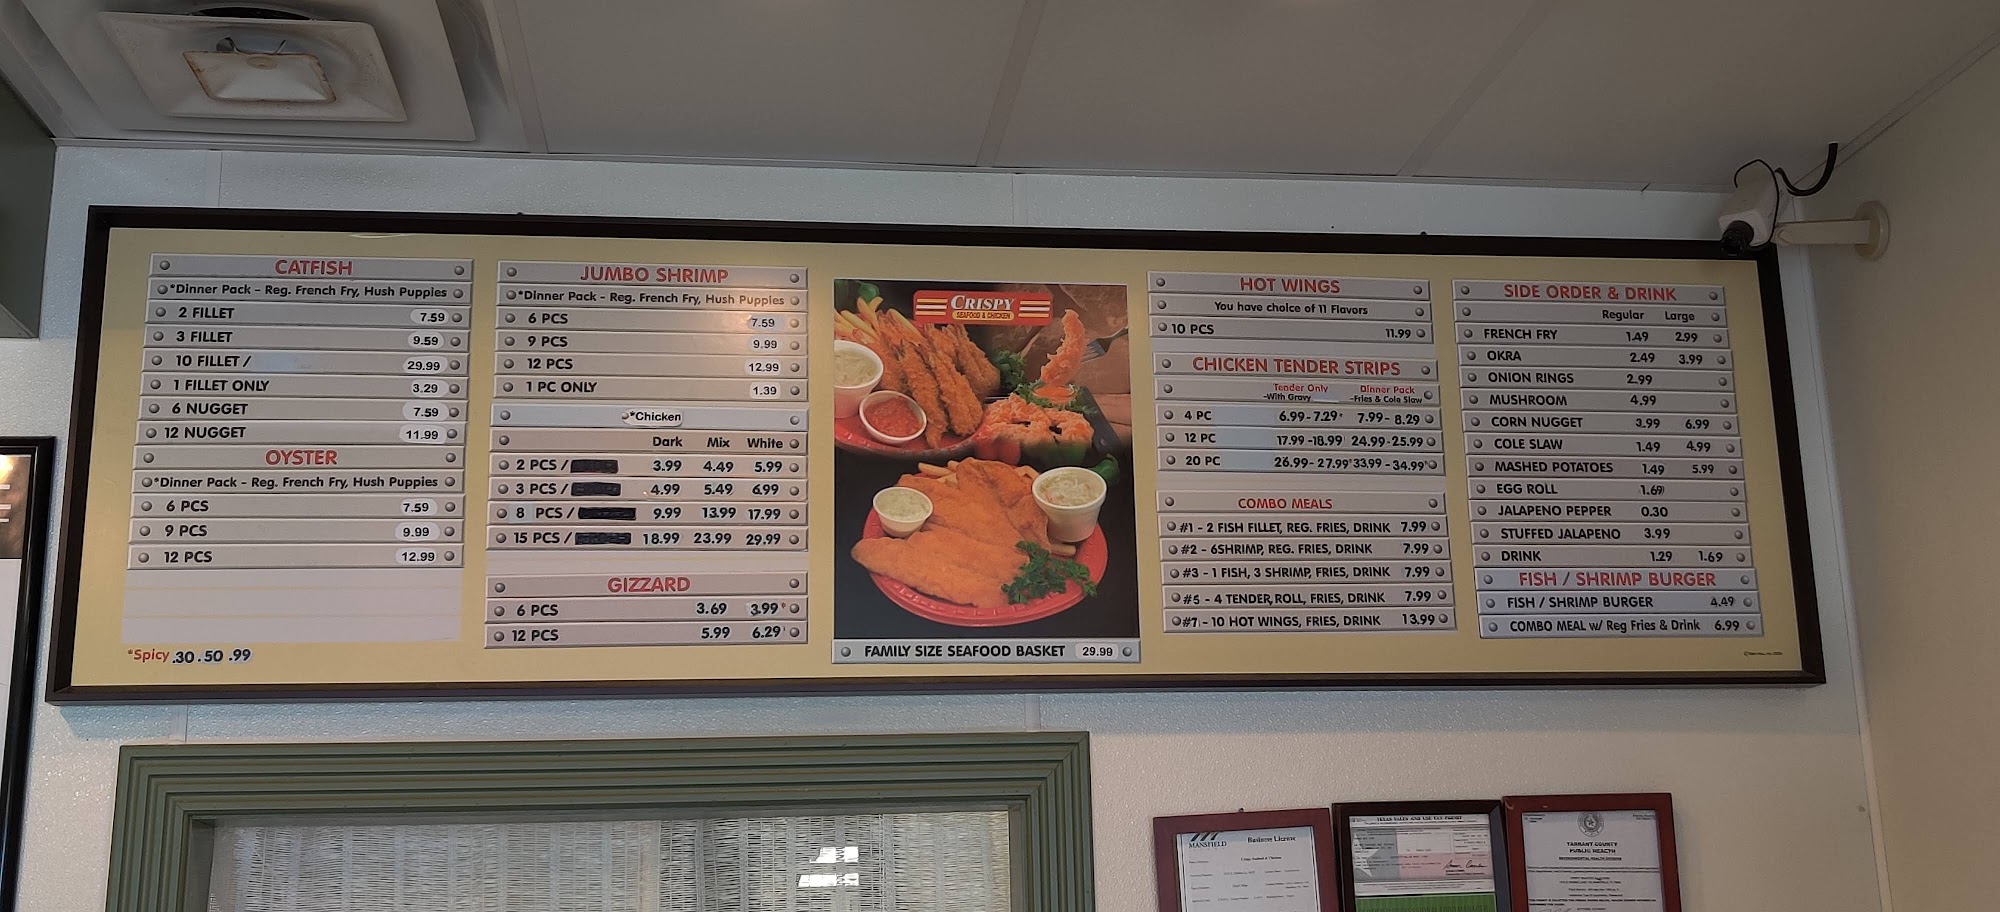 CATFISH
*Dinner Pack - Reg. French Fry, Hush Puppies
2 FILLET 7.59
3 FILLET 9.59
10 FILLET / 29.99
1 FILLET ONLY 3.29
6 NUGGET 7.59
12 NUGGET 11.99
OYSTER
*Dinner Pack - Reg. French Fry, Hush Puppies
6 PCS 7.59
9 PCS 9.99
12 PCS 12.99
*Spicy .30 .50 .99
JUMBO SHRIMP
*Dinner Pack - Reg. French Fry, Hush Puppies
6 PCS 7.59
9 PCS 9.99
12 PCS 12.99
1 PC ONLY 1.39
*Chicken
Dark Mix White
2 PCS / 3.99 4.49 5.99
3 PCS / 4.99 5.49 6.99
8 PCS / 9.99 13.99 17.99
15 PCS / 18.99 23.99 29.99
GIZZARD
6 PCS 3.69 3.99*
12 PCS 5.99 6.29*
CRISPY
SEAFOOD & CHICKEN
FAMILY SIZE SEAFOOD BASKET 29.99
HOT WINGS
You have choice of 11 Flavors
10 PCS 11.99
CHICKEN TENDER STRIPS
Tender Only Dinner Pack
-With Gravy -Fries & Cole Slaw
4 PC 6.99-7.29* 7.99-8.29
12 PC 17.99-18.99 24.99-25.99
20 PC 26.99-27.99* 33.99-34.99*
COMBO MEALS
#1 - 2 FISH FILLET, REG. FRIES, DRINK 7.99
#2 - 6SHRIMP, REG. FRIES, DRINK 7.99
#3 - 1 FISH, 3 SHRIMP, FRIES, DRINK 7.99
#5 - 4 TENDER, ROLL, FRIES, DRINK 7.99
#7 - 10 HOT WINGS, FRIES, DRINK 13.99
SIDE ORDER & DRINK
Regular Large
FRENCH FRY 1.49 2.99
OKRA 2.49 3.99
ONION RINGS 2.99
MUSHROOM 4.99
CORN NUGGET 3.99 6.99
COLE SLAW 1.49 4.99
MASHED POTATOES 1.49 5.99
EGG ROLL 1.69
JALAPENO PEPPER 0.30
STUFFED JALAPENO 3.99
DRINK 1.29 1.69
FISH / SHRIMP BURGER
FISH / SHRIMP BURGER 4.49
COMBO MEAL w/ Reg Fries & Drink 6.99
MANSFIELD
Business License
TEXAS SALES AND USE TAX PERMIT
TARRANT COUNTY
PUBLIC HEALTH